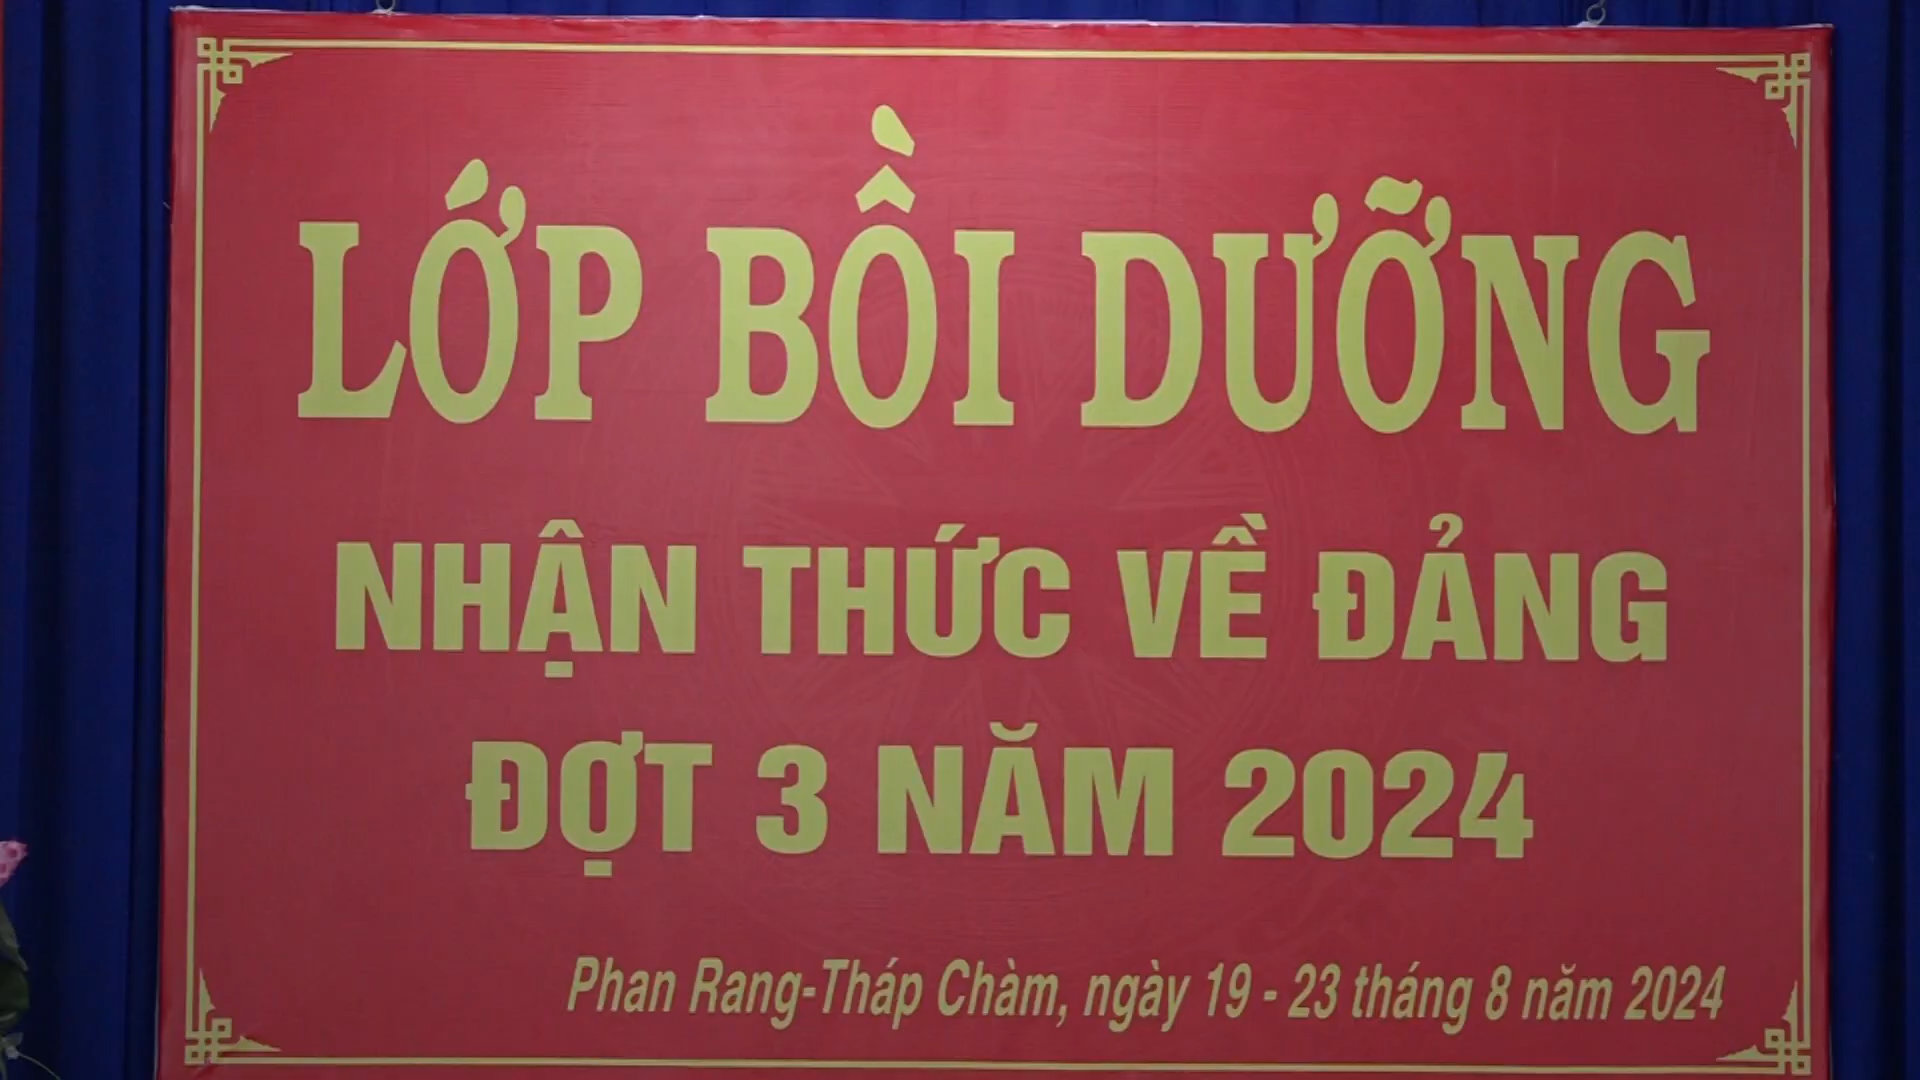 LỚP BỒI DƯỠNG
NHẬN THỨC VỀ ĐẢNG
ĐỢT 3 NĂM 2024
Phan Rang-Tháp Chàm, ngày 19 - 23 tháng 8 năm 2024